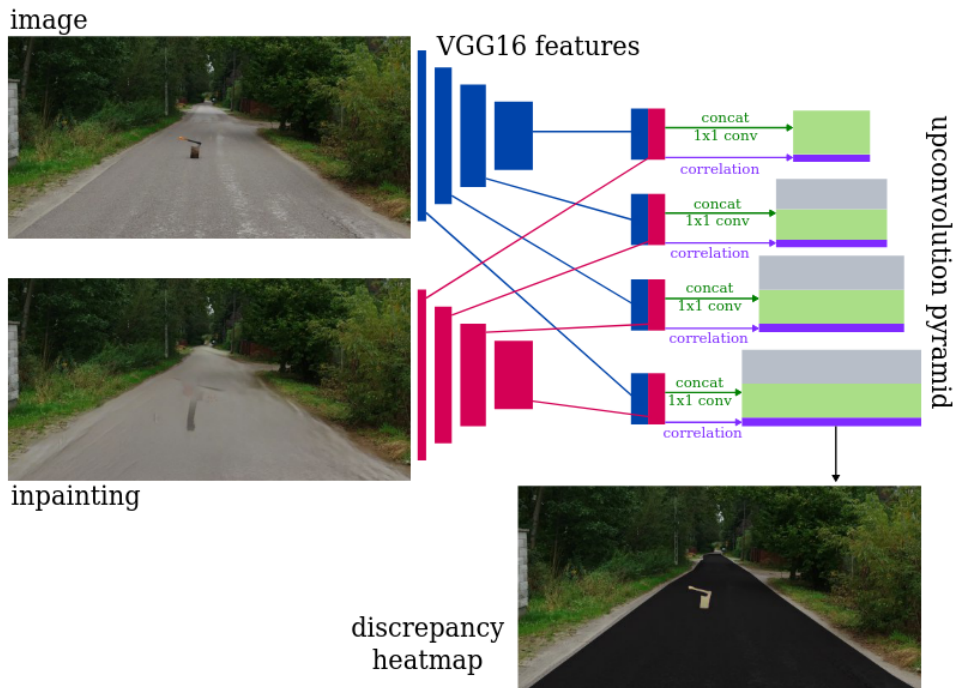 image
VGG16 features
concat
1x1 conv
correlation
concat
1x1 conv
correlation
concat
1x1 conv
correlation
concat
1x1 conv
correlation
upconvolution pyramid
inpainting
discrepancy
heatmap